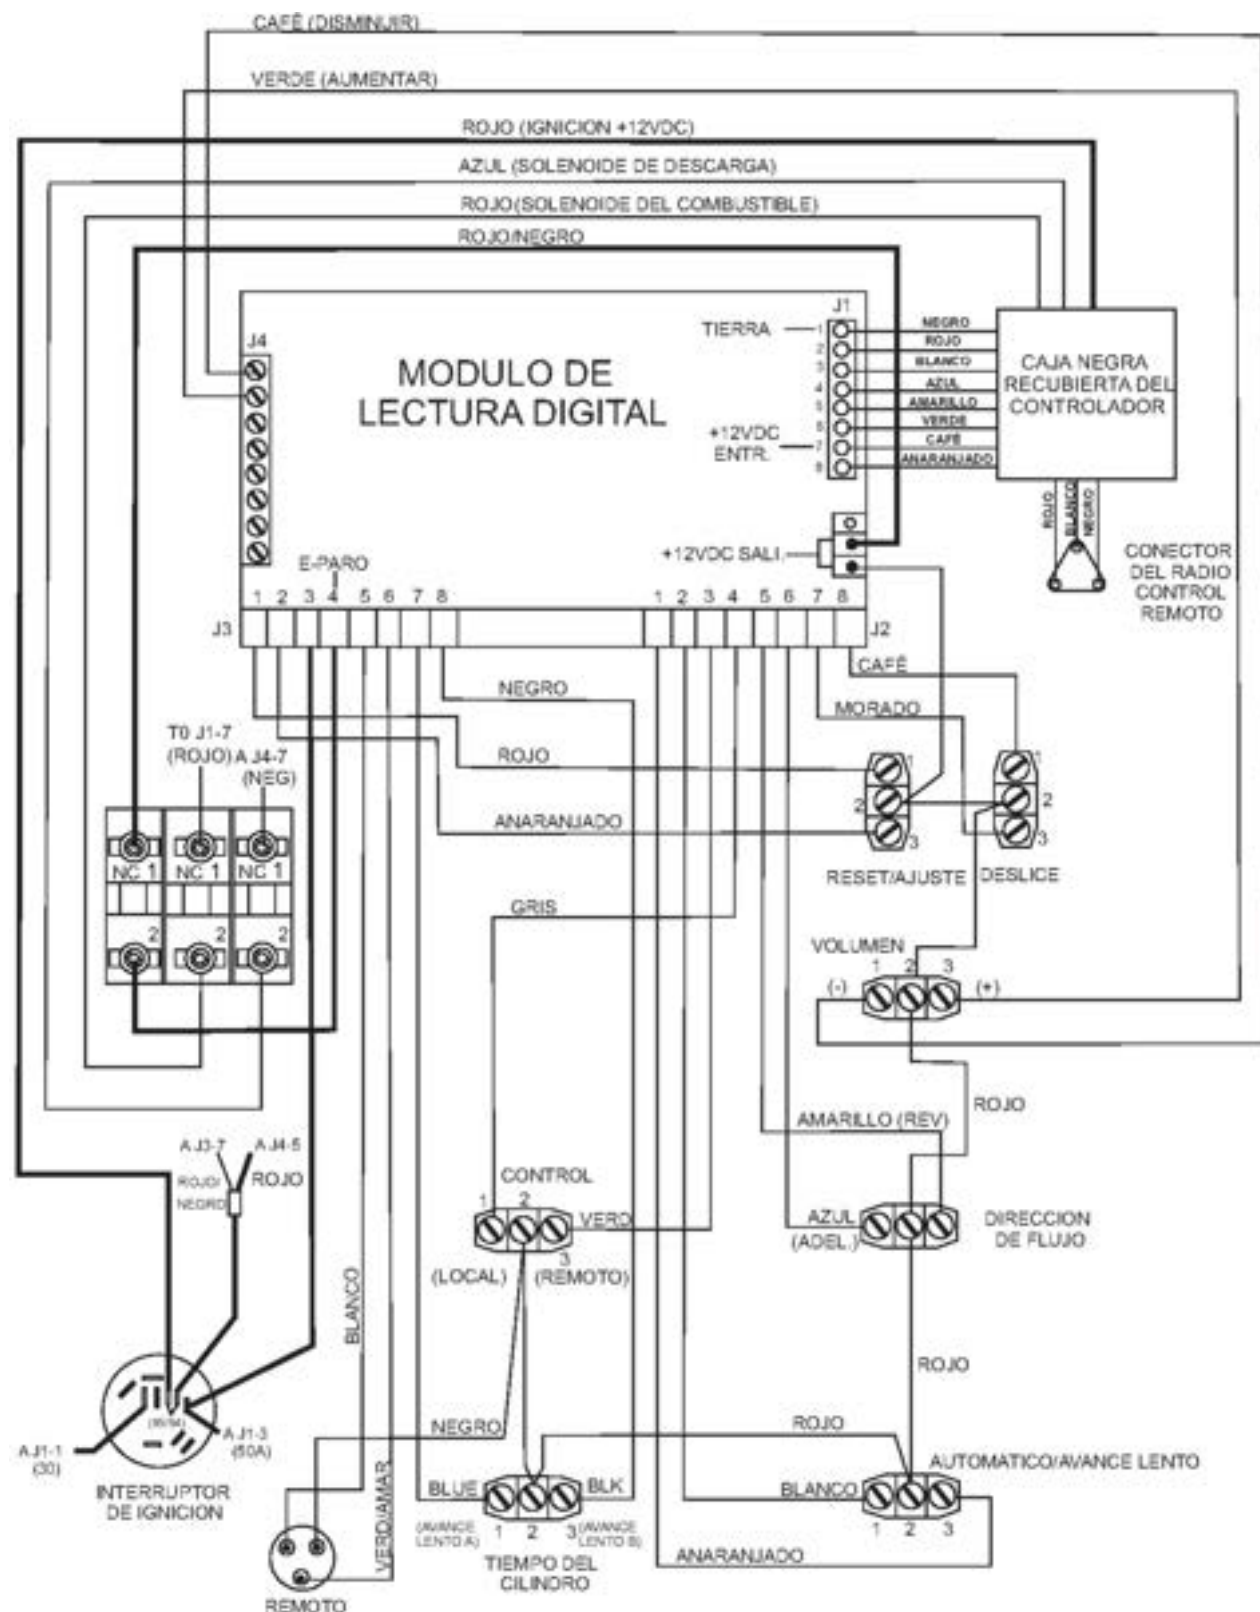 CAFÉ (DISMINUIR)
VERDE (AUMENTAR)
ROJO (IGNICION +12VDC)
AZUL (SOLENOIDE DE DESCARGA)
ROJO(SOLENOIDE DEL COMBUSTIBLE)
ROJO/NEGRO
J4
MODULO DE
LECTURA DIGITAL
J1
TIERRA
1
2
3
4
5
6
7
8
+12VDC
ENTR.
NEGRO
ROJO
BLANCO
AZUL
AMARILLO
VERDE
CAFÉ
ANARANJADO
CAJA NEGRA
RECUBIERTA DEL
CONTROLADOR
ROJO
BLANCO
NEGRO
CONECTOR
DEL RADIO
CONTROL
REMOTO
+12VDC SALI.
E-PARO
1 2 3 4 5 6 7 8
1 2 3 4 5 6 7 8
J3
J2
CAFÉ
NEGRO
MORADO
T0 J1-7
(ROJO)
A J4-7
(NEG)
ROJO
ANARANJADO
1
2
3
1
2
3
RESET/AJUSTE
DESLICE
NC 1
NC 1
NC 1
2
2
2
GRIS
VOLUMEN
1 2 3
(-)
(+)
ROJO
AMARILLO (REV)
A J3-7
A J4-5
ROJO/
NEGRO
ROJO
CONTROL
1 2
3
VERD
(LOCAL)
(REMOTO)
AZUL
(ADEL.)
DIRECCION
DE FLUJO
BLANCO
ROJO
NEGRO
ROJO
A J1-1
(30)
A J1-3
(50A)
INTERRUPTOR
DE IGNICION
AUTOMATICO/AVANCE LENTO
BLUE
BLK
BLANCO
VERD/AMAR
(AVANCE
LENTO A)
1 2 3
(AVANCE
LENTO B)
1 2 3
TIEMPO DEL
CILINDRO
ANARANJADO
REMOTO